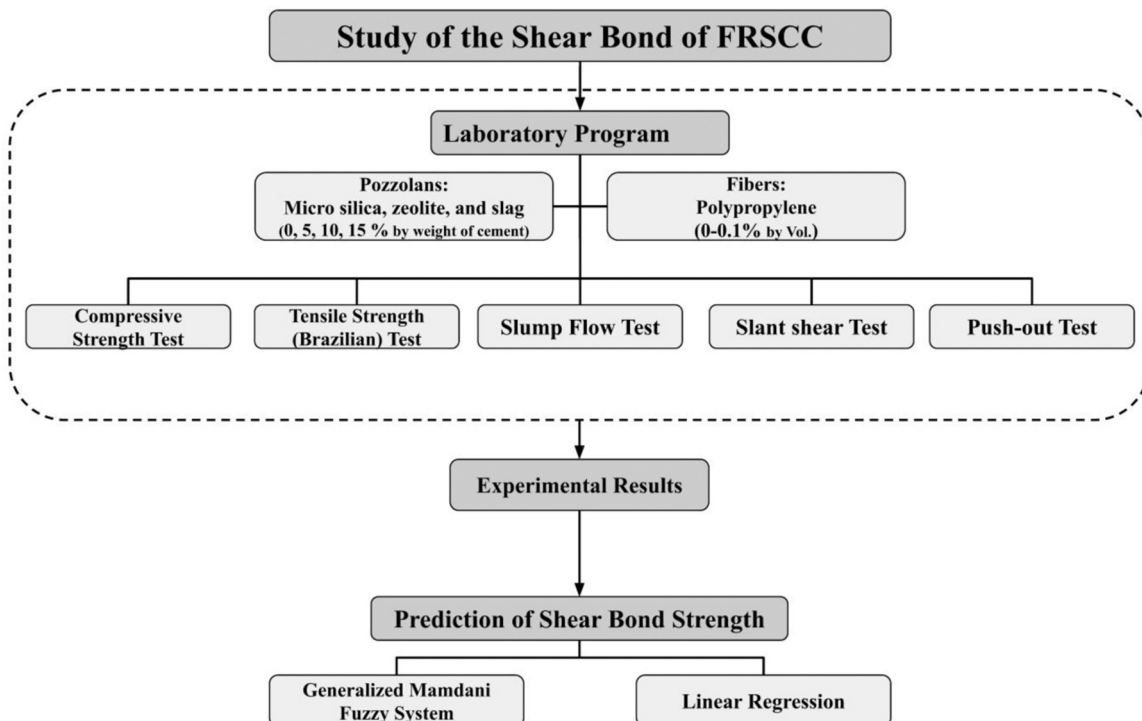 Study of the Shear Bond of FRSCC
Laboratory Program
Pozzolans:
Micro silica, zeolite, and slag
(0, 5, 10, 15 % by weight of cement)
Fibers:
Polypropylene
(0-0.1% by Vol.)
Compressive
Strength Test
Tensile Strength
(Brazilian) Test
Slump Flow Test
Slant shear Test
Push-out Test
Experimental Results
Prediction of Shear Bond Strength
Generalized Mamdani
Fuzzy System
Linear Regression